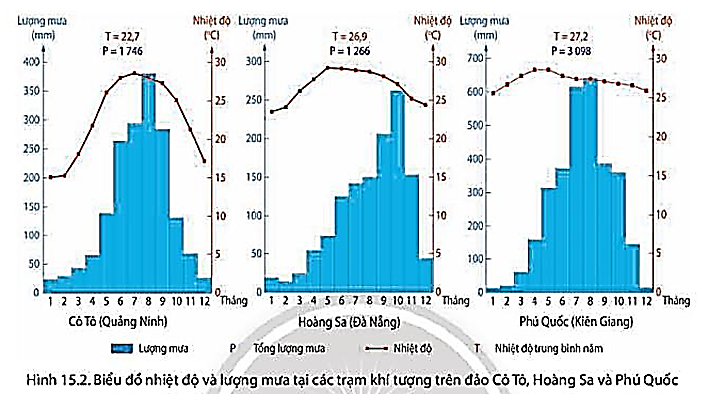 Lượng mưa (mm)
Nhiệt độ (°C)
T = 22,7
P = 1 746
400
350
300
250
200
150
100
50
0
30
25
20
15
10
5
0
1 2 3 4 5 6 7 8 9 10 11 12 Tháng
Cô Tô (Quảng Ninh)
Lượng mưa (mm)
Nhiệt độ (°C)
T = 26,9
P = 1 266
300
250
200
150
100
50
0
30
25
20
15
10
5
0
1 2 3 4 5 6 7 8 9 10 11 12 Tháng
Hoàng Sa (Đà Nẵng)
Lượng mưa (mm)
Nhiệt độ (°C)
T = 27,2
P = 3 098
700
600
500
400
300
200
100
0
30
25
20
15
10
5
0
1 2 3 4 5 6 7 8 9 10 11 12 Tháng
Phú Quốc (Kiên Giang)
Lượng mưa P Tổng lượng mưa Nhiệt độ T Nhiệt độ trung bình năm
Hình 15.2. Biểu đồ nhiệt độ và lượng mưa tại các trạm khí tượng trên đảo Cô Tô, Hoàng Sa và Phú Quốc